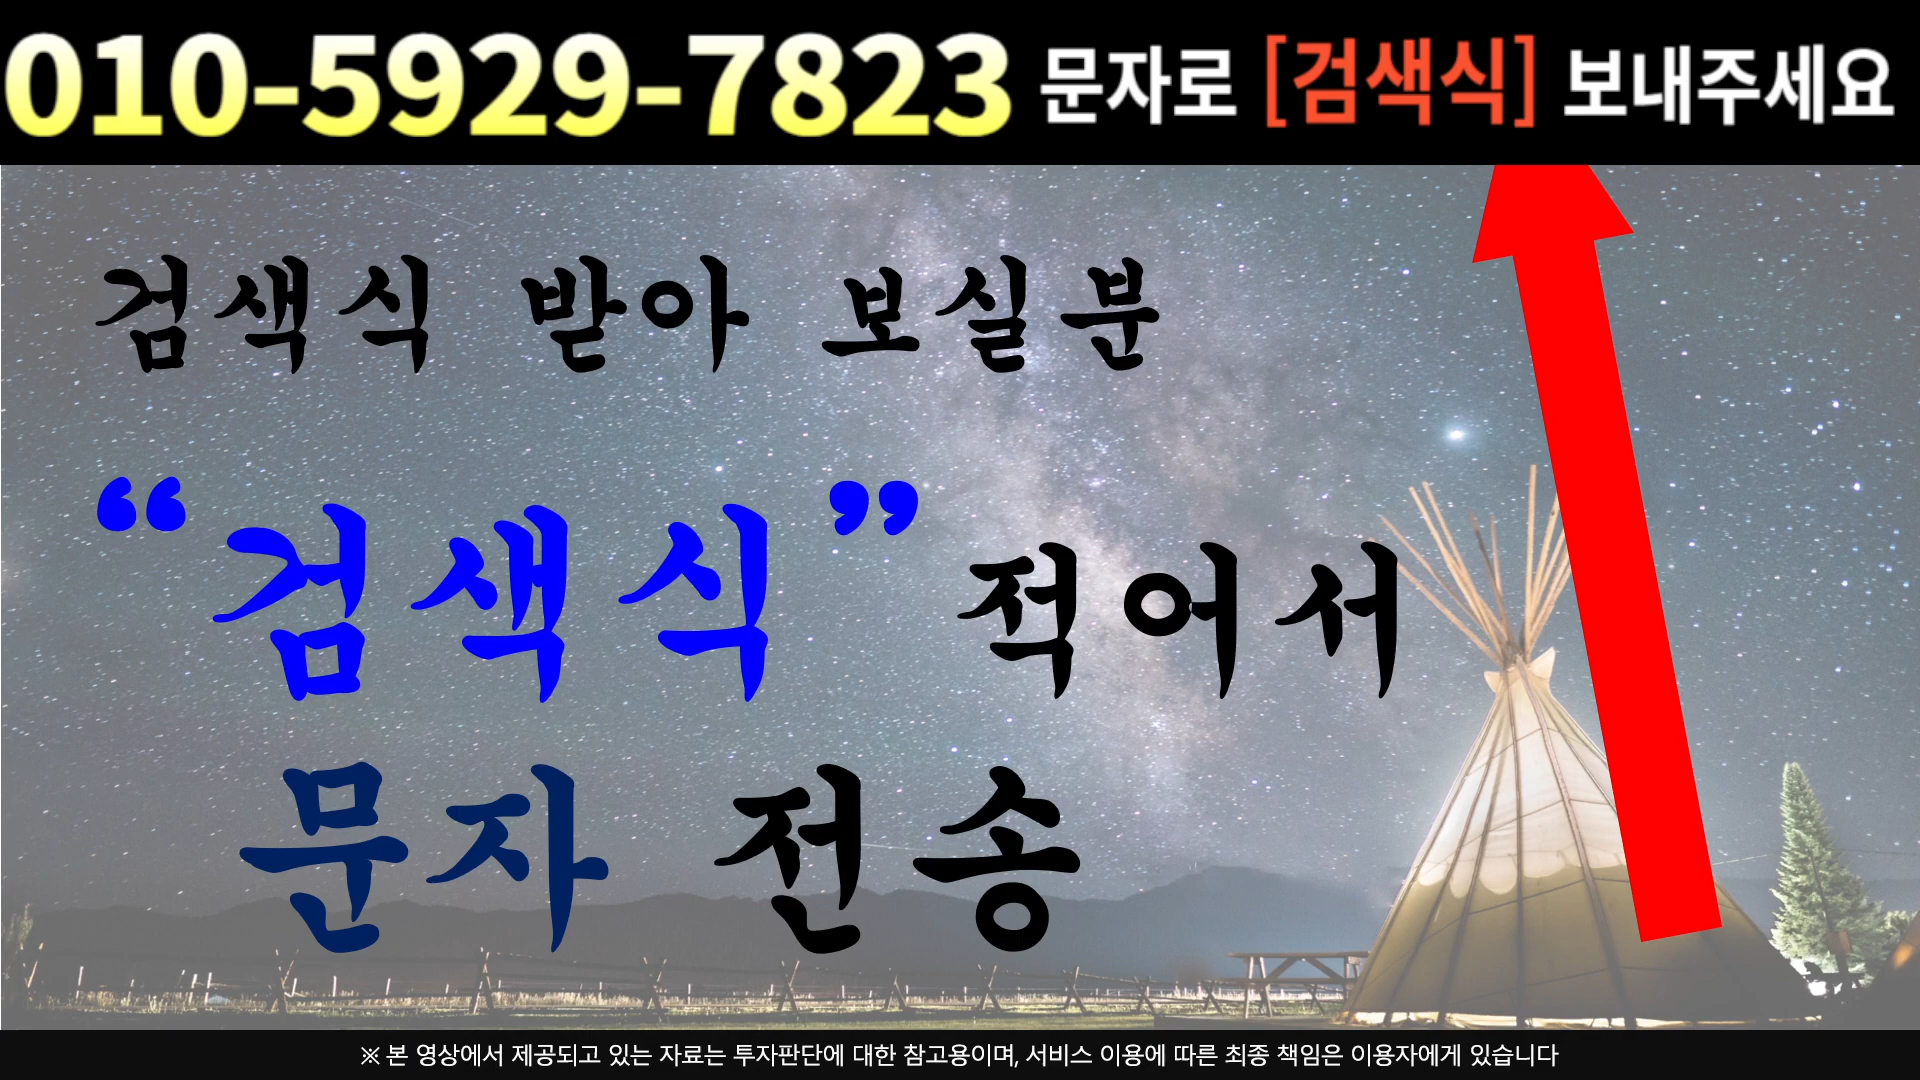 010-5929-7823 문자로 [검색식] 보내주세요
검색식 받아 보실분
“검색식” 적어서
문자 전송
※ 본 영상에서 제공되고 있는 자료는 투자판단에 대한 참고용이며, 서비스 이용에 따른 최종 책임은 이용자에게 있습니다